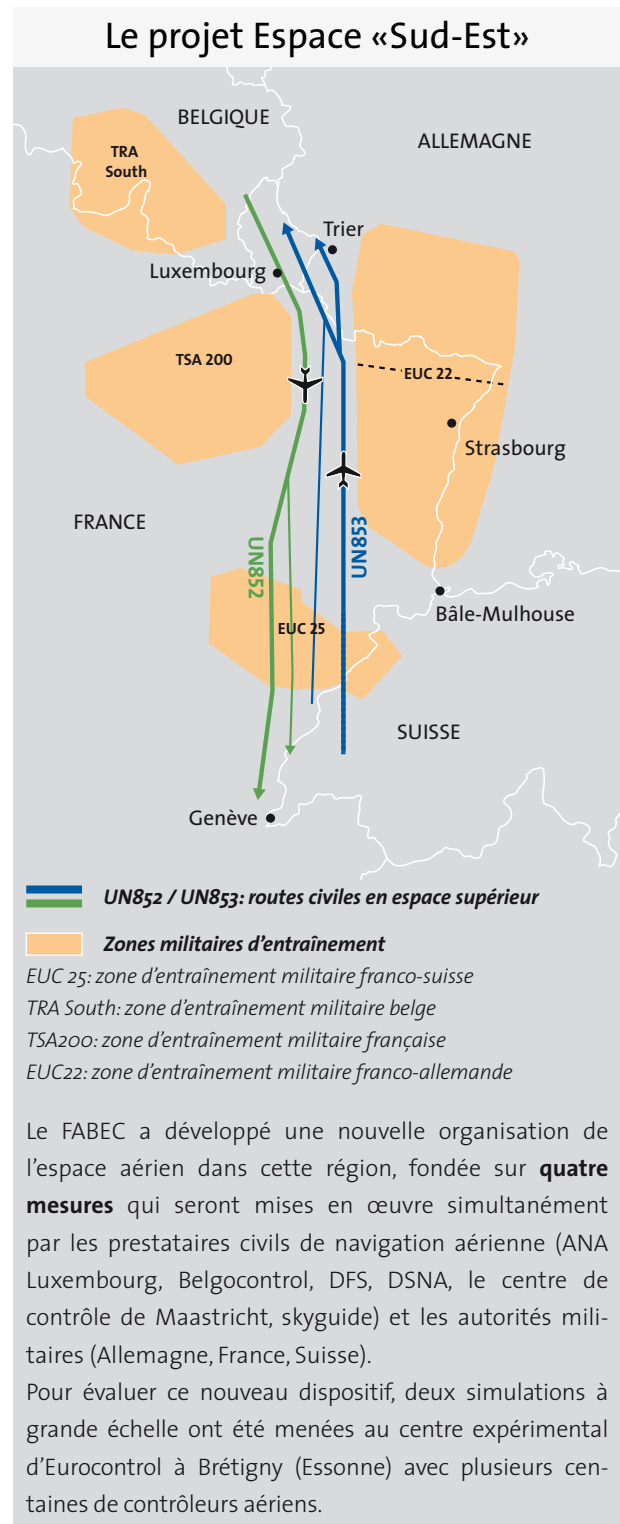 Le projet Espace «Sud-Est»
BELGIQUE
ALLEMAGNE
TRA
South
Trier
Luxembourg
TSA 200
EUC 22
Strasbourg
FRANCE
UN852
UN853
Bâle-Mulhouse
EUC 25
SUISSE
Genève
UN852 / UN853: routes civiles en espace supérieur
Zones militaires d’entraînement
EUC 25: zone d’entraînement militaire franco-suisse
TRA South: zone d’entraînement militaire belge
TSA200: zone d’entraînement militaire française
EUC22: zone d’entraînement militaire franco-allemande
Le FABEC a développé une nouvelle organisation de
l’espace aérien dans cette région, fondée sur quatre
mesures qui seront mises en œuvre simultanément
par les prestataires civils de navigation aérienne (ANA
Luxembourg, Belgocontrol, DFS, DSNA, le centre de
contrôle de Maastricht, skyguide) et les autorités mili-
taires (Allemagne, France, Suisse).
Pour évaluer ce nouveau dispositif, deux simulations à
grande échelle ont été menées au centre expérimental
d’Eurocontrol à Brétigny (Essonne) avec plusieurs cen-
taines de contrôleurs aériens.